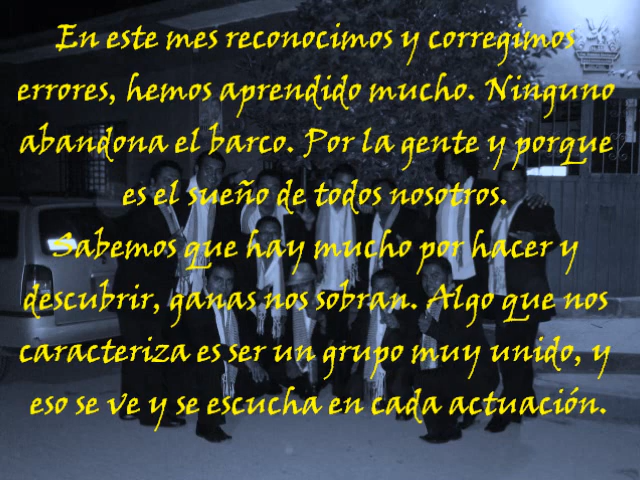 En este mes reconocimos y corregimos
errores, hemos aprendido mucho. Ninguno
abandona el barco. Por la gente y porque
es el sueño de todos nosotros.
Sabemos que hay mucho por hacer y
descubrir, ganas nos sobran. Algo que nos
caracteriza es ser un grupo muy unido, y
eso se ve y se escucha en cada actuación.